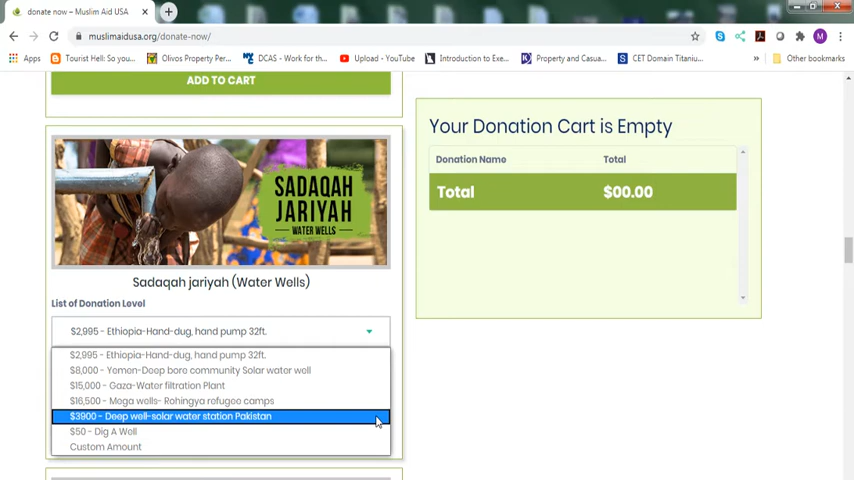 donate now – Muslim Aid USA
muslimaidusa.org/donate-now/
M
Apps
Tourist Hell: So you...
Olivos Property Per...
DCAS - Work for th...
Upload - YouTube
Introduction to Exe...
Property and Casua...
CET Domain Titaniu...
Other bookmarks
ADD TO CART
SADAQAH
JARIYAH
WATER WELLS
Sadaqah jariyah (Water Wells)
List of Donation Level
$2,995 - Ethiopia-Hand-dug, hand pump 32ft.
$2,995 - Ethiopia-Hand-dug, hand pump 32ft.
$8,000 - Yemen-Deep bore community Solar water well
$15,000 - Gaza-Water filtration Plant
$16,500 - Mega wells- Rohingya refugee camps
$3900 - Deep well-solar water station Pakistan
$50 - Dig A Well
Custom Amount
Your Donation Cart is Empty
Donation Name Total
Total $00.00